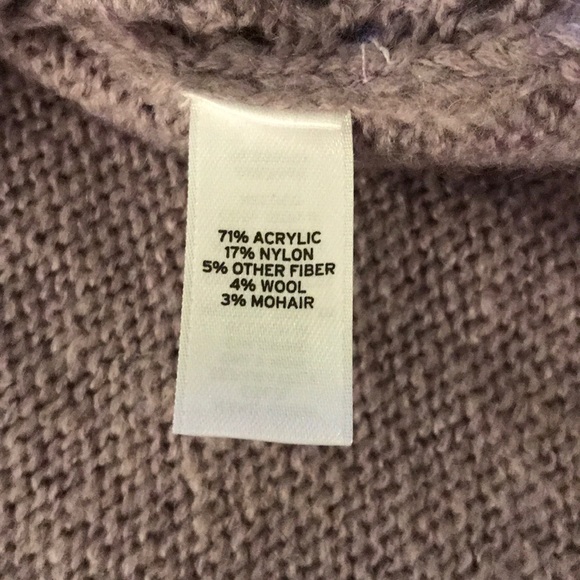 71% ACRYLIC
17% NYLON
5% OTHER FIBER
4% WOOL
3% MOHAIR